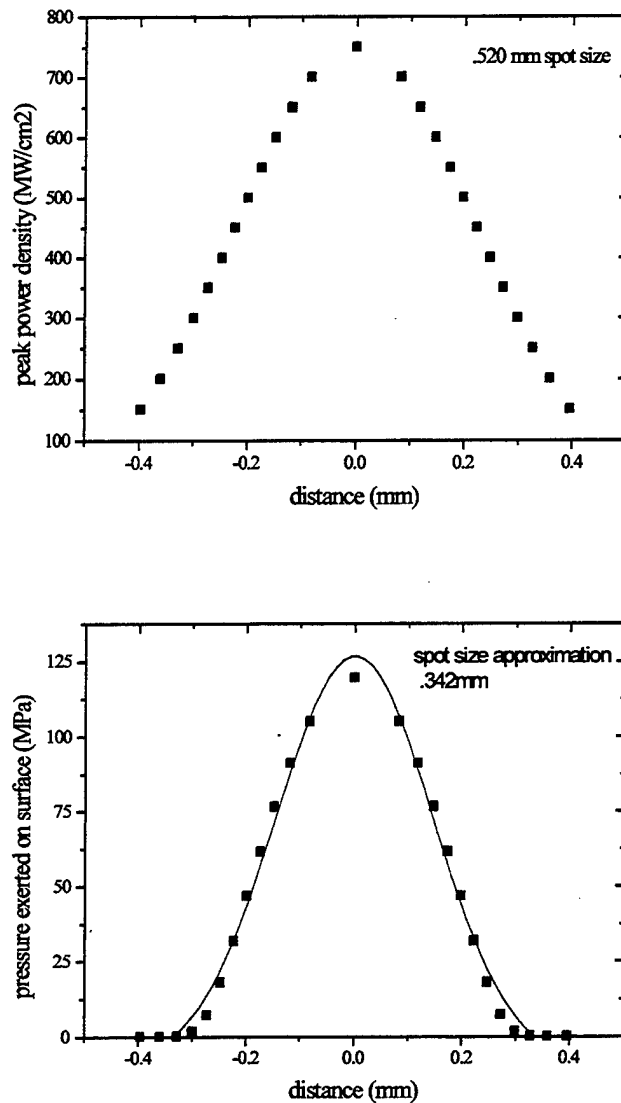 800
700
600
500
400
300
200
100
peak power density (MW/cm2)
.520 mm spot size
-0.4 -0.2 0.0 0.2 0.4
distance (mm)
125
100
75
50
25
0
pressure exerted on surface (MPa)
spot size approximation
.342mm
-0.4 -0.2 0.0 0.2 0.4
distance (mm)